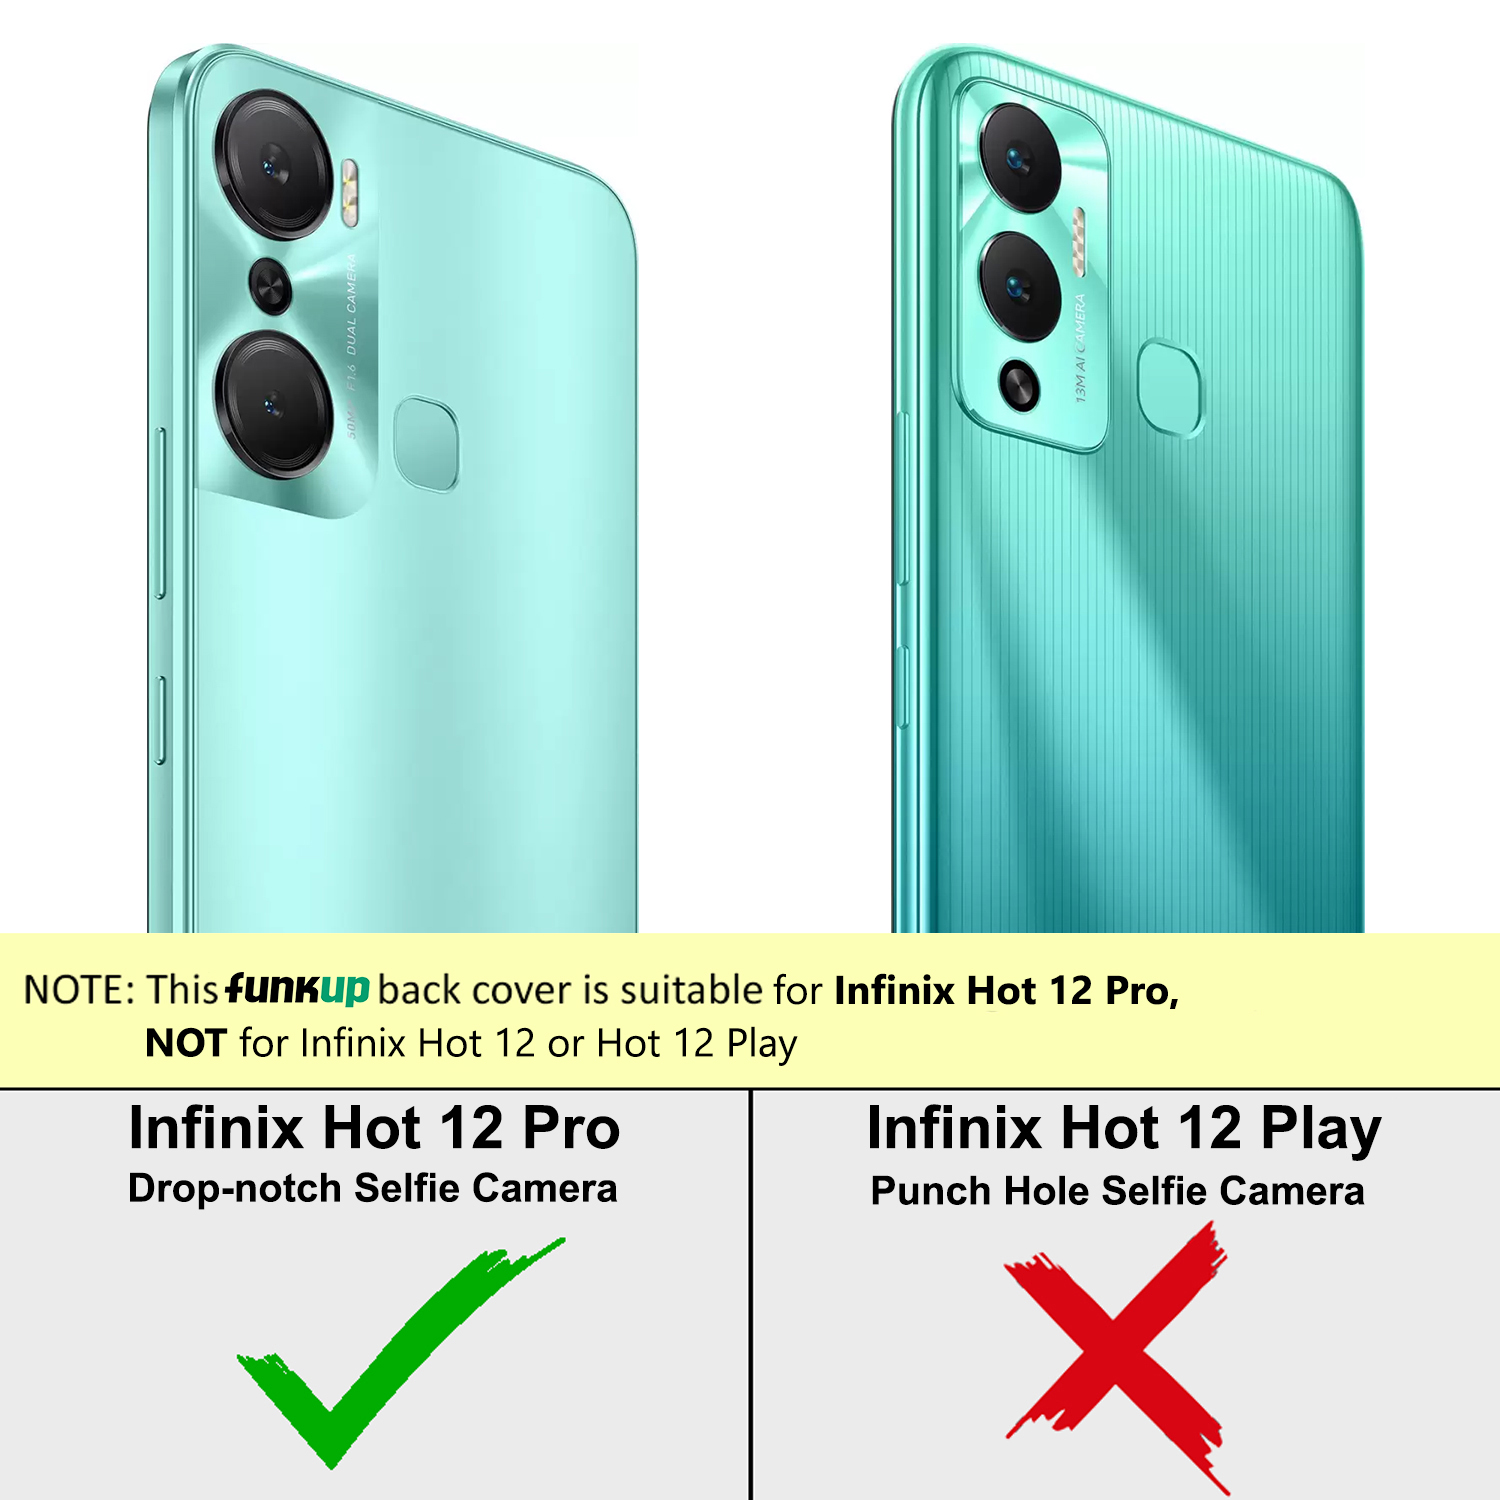 50MP F1.6 DUAL CAMERA
13M AI CAMERA
NOTE: This funkup back cover is suitable for Infinix Hot 12 Pro,
NOT for Infinix Hot 12 or Hot 12 Play
Infinix Hot 12 Pro
Drop-notch Selfie Camera
Infinix Hot 12 Play
Punch Hole Selfie Camera